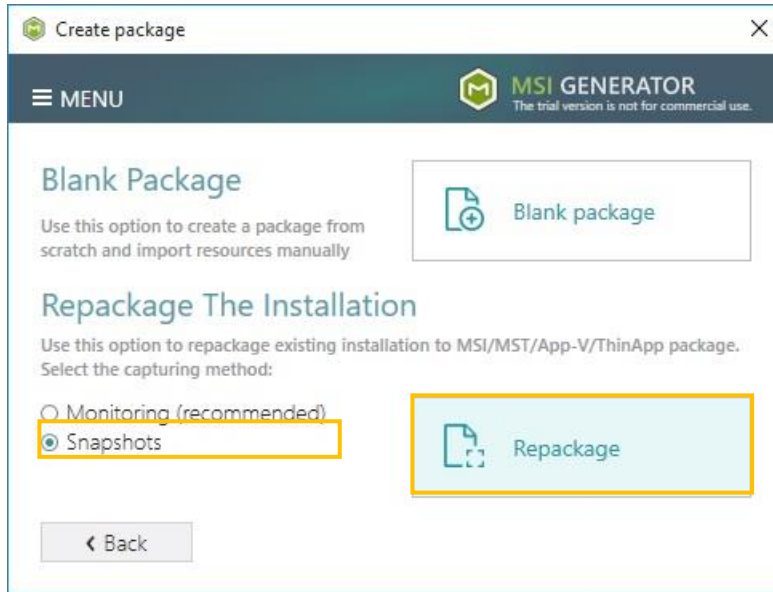 Create package
MENU
MSI GENERATOR
The trial version is not for commercial use.
Blank Package
Use this option to create a package from
scratch and import resources manually
Blank package
Repackage The Installation
Use this option to repackage existing installation to MSI/MST/App-V/ThinApp package.
Select the capturing method:
Monitoring (recommended)
Snapshots
Repackage
Back